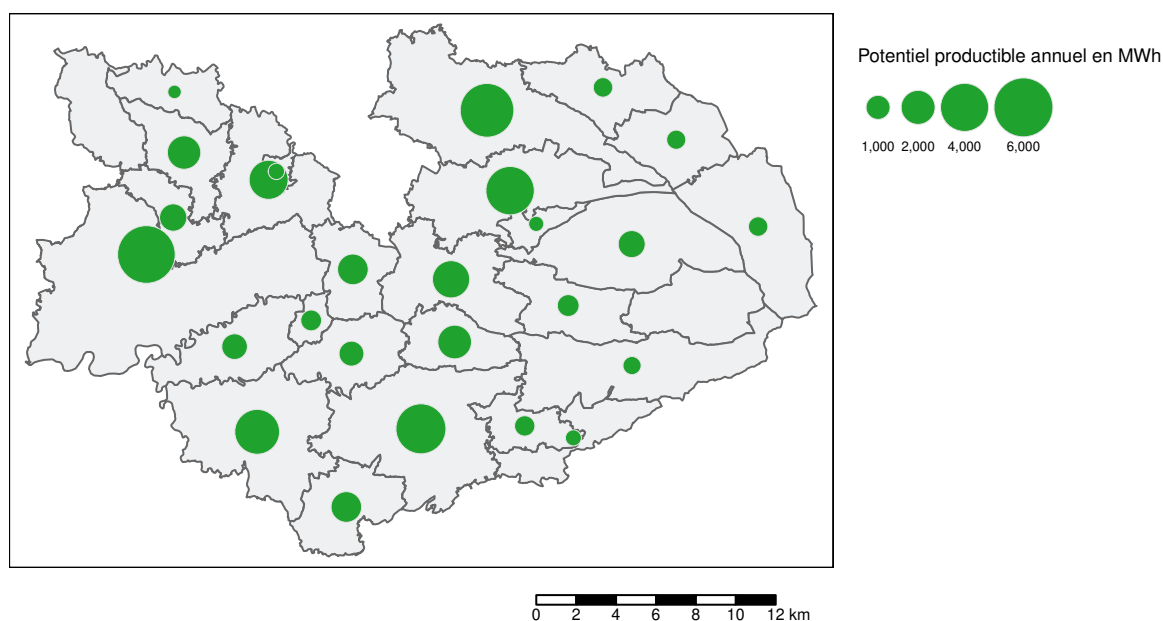 Potentiel productible annuel en MWh
1,000 2,000 4,000 6,000
0 2 4 6 8 10 12 km